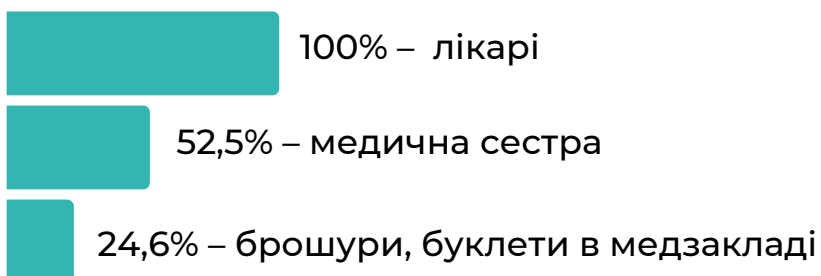 100% – лікарі
52,5% – медична сестра
24,6% – брошури, буклети в медзакладі